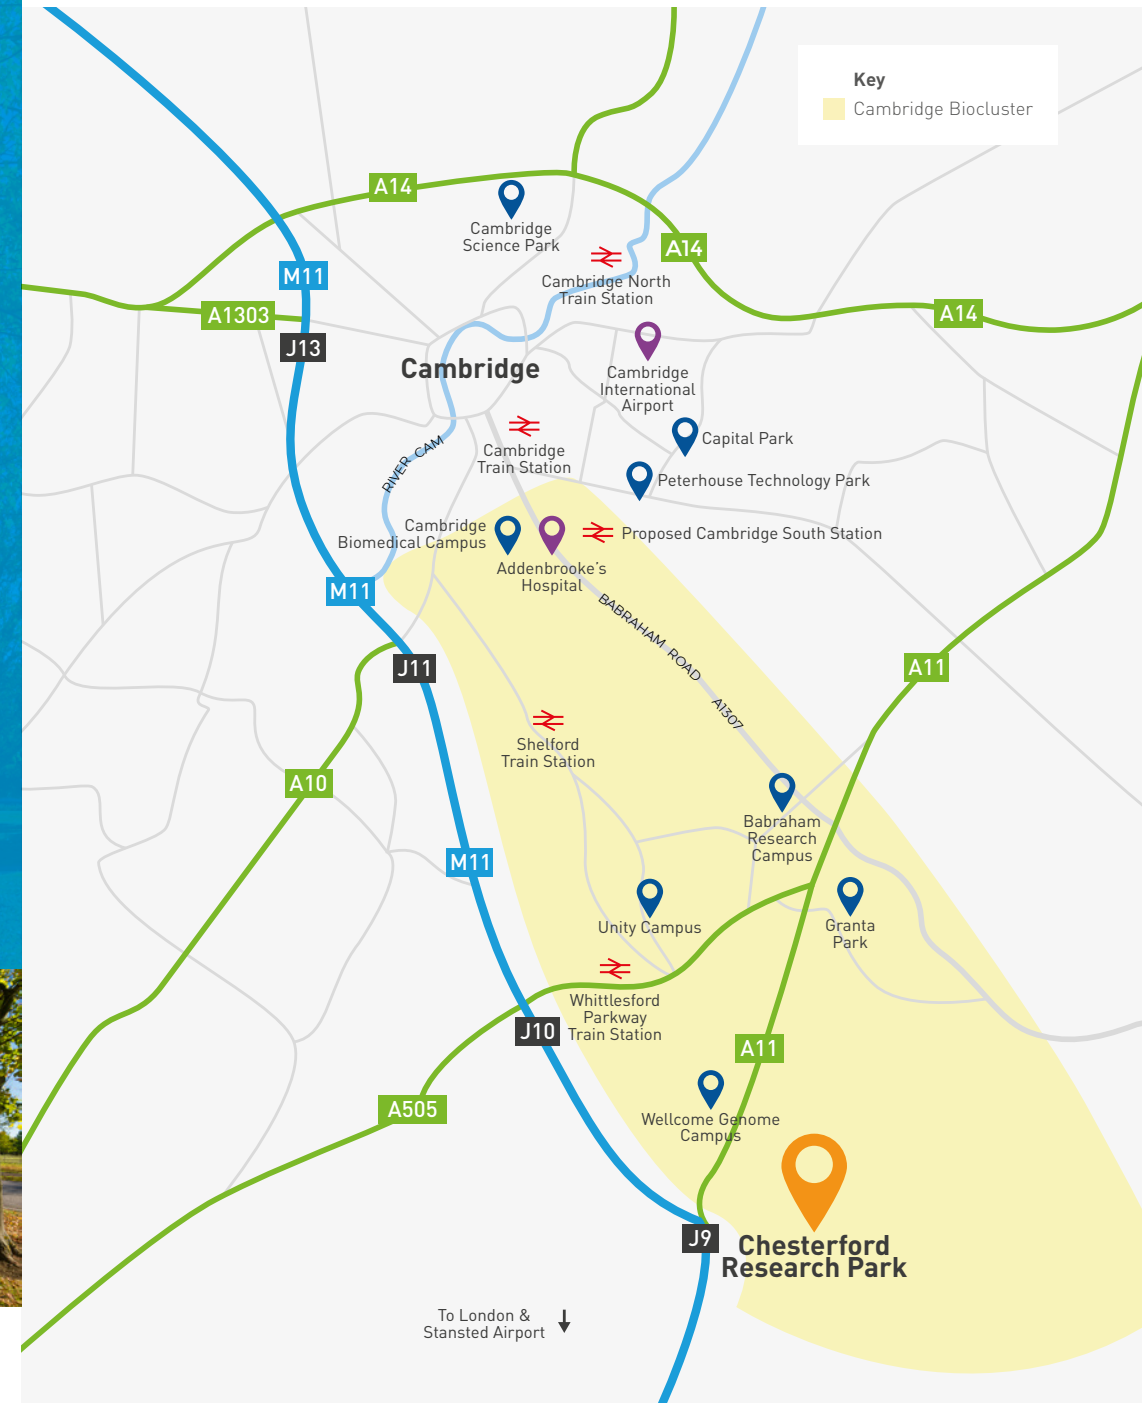 Key
Cambridge Biocluster
A14
Cambridge
Science Park
A14
Cambridge North
Train Station
M11
A1303
A14
J13
Cambridge
Cambridge
International
Airport
Cambridge
Train Station
Capital Park
RIVER CAM
Peterhouse Technology Park
Cambridge
Biomedical Campus
Proposed Cambridge South Station
Addenbrooke's
Hospital
M11
BABRAHAM ROAD
A1307
J11
A11
Shelford
Train Station
A10
Babraham
Research
Campus
M11
Unity Campus
Granta
Park
Whittlesford
Parkway
Train Station
J10
A11
A505
Wellcome Genome
Campus
J9
Chesterford
Research Park
To London &
Stansted Airport